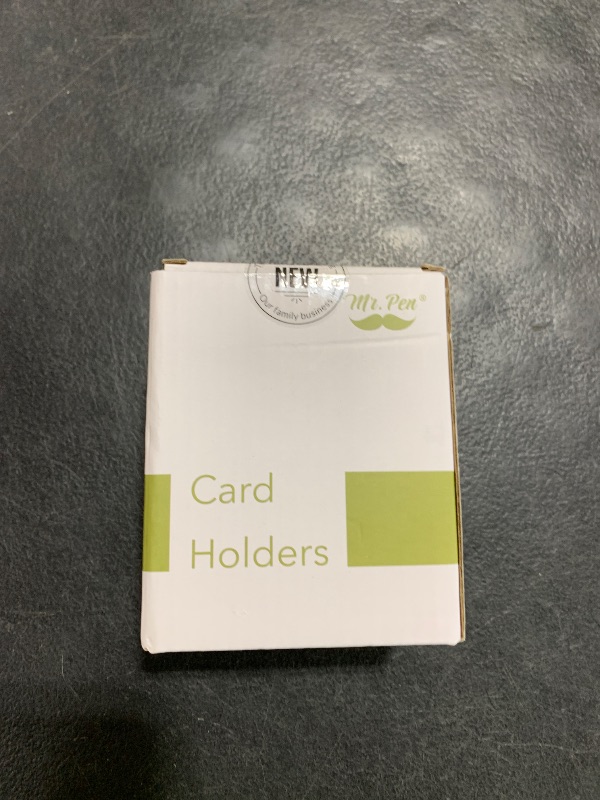 NEW
Our family business
Mr. Pen®
Card
Holders